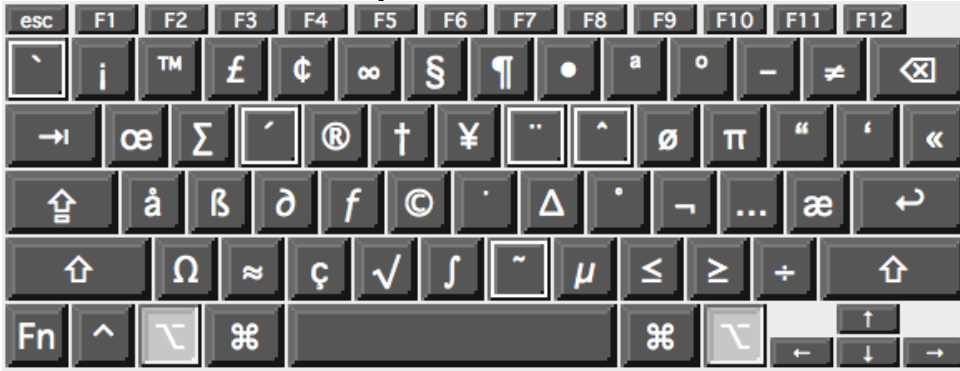 esc F1 F2 F3 F4 F5 F6 F7 F8 F9 F10 F11 F12
` ¡ ™ £ ¢ ∞ § ¶ • ª º – ≠ ⌫
⇥ œ ∑ ´ ® † ¥ ¨ ˆ ø π “ ‘ «
⇪ å ß ∂ ƒ © ˙ ∆ ˚ ¬ … æ ↩
⇧ Ω ≈ ç √ ∫ ˜ µ ≤ ≥ ÷ ⇧
Fn ^ ⌥ ⌘ ⌘ ⌥ ← ↑ ↓ →